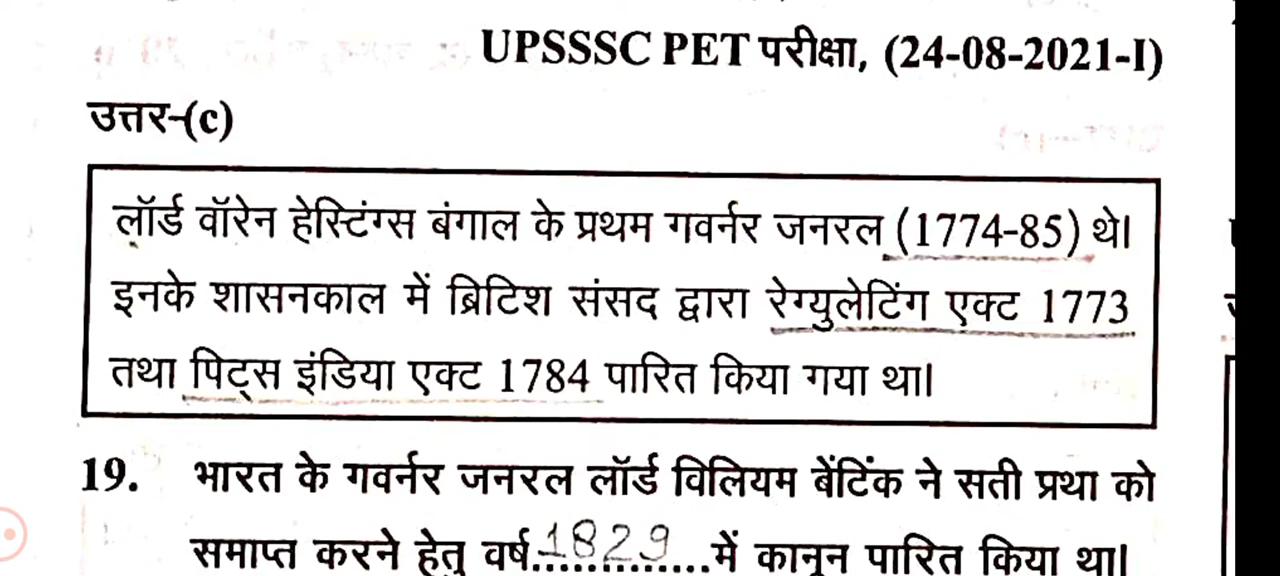 UPSSSC PET परीक्षा, (24-08-2021-I)
उत्तर-(c)
लॉर्ड वॉरेन हेस्टिंग्स बंगाल के प्रथम गवर्नर जनरल (1774-85) थे।
इनके शासनकाल में ब्रिटिश संसद द्वारा रेग्युलेटिंग एक्ट 1773
तथा पिट्स इंडिया एक्ट 1784 पारित किया गया था।
19. भारत के गवर्नर जनरल लॉर्ड विलियम बेंटिंक ने सती प्रथा को
समाप्त करने हेतु वर्ष..1829..में कानून पारित किया था।